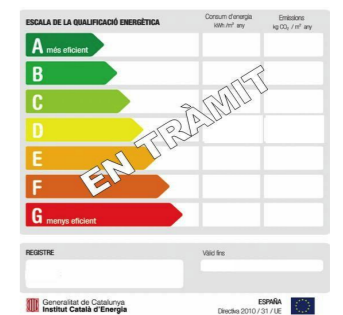 ESCALA DE LA QUALIFICACIÓ ENERGÈTICA
Consum d'energia
kWh /m² any
Emissions
kg CO₂ / m² any
A més eficient
B
C
D
E
F
G menys eficient
EN TRÀMIT
REGISTRE
Vàlid fins
Generalitat de Catalunya
Institut Català d'Energia
ESPAÑA
Directiva 2010 / 31 / UE